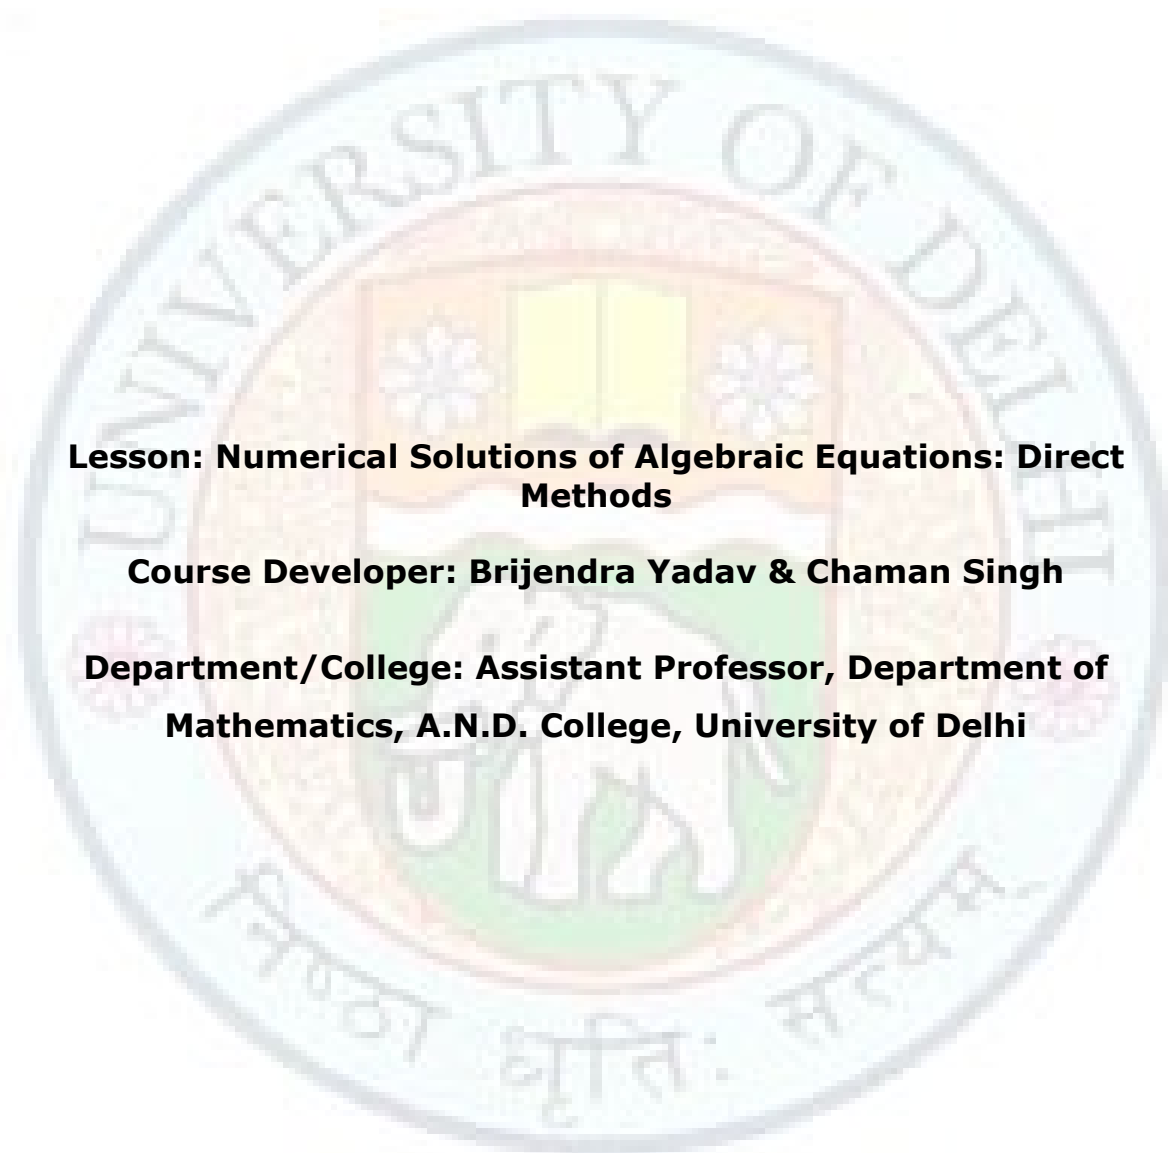 UNIVERSITY OF DELHI
Lesson: Numerical Solutions of Algebraic Equations: Direct
Methods
Course Developer: Brijendra Yadav & Chaman Singh
Department/College: Assistant Professor, Department of
Mathematics, A.N.D. College, University of Delhi
निष्ठा धृति: सत्यम्